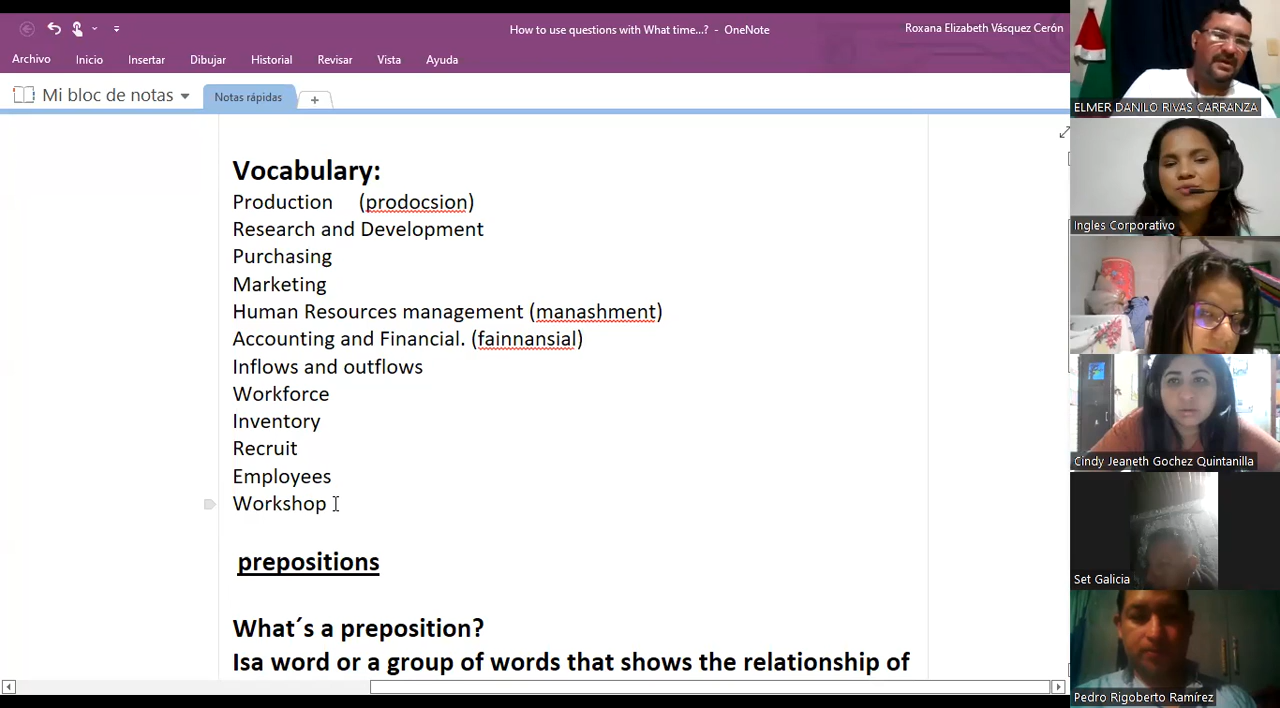 How to use questions with What time...? - OneNote
Roxana Elizabeth Vásquez Cerón
Archivo Inicio Insertar Dibujar Historial Revisar Vista Ayuda
Mi bloc de notas Notas rápidas
Vocabulary:
Production (prodocsion)
Research and Development
Purchasing
Marketing
Human Resources management (manashment)
Accounting and Financial. (fainnansial)
Inflows and outflows
Workforce
Inventory
Recruit
Employees
Workshop
prepositions
What´s a preposition?
Isa word or a group of words that shows the relationship of
ELMER DANILO RIVAS CARRANZA
Ingles Corporativo
Cindy Jeaneth Gochez Quintanilla
Set Galicia
Pedro Rigoberto Ramírez